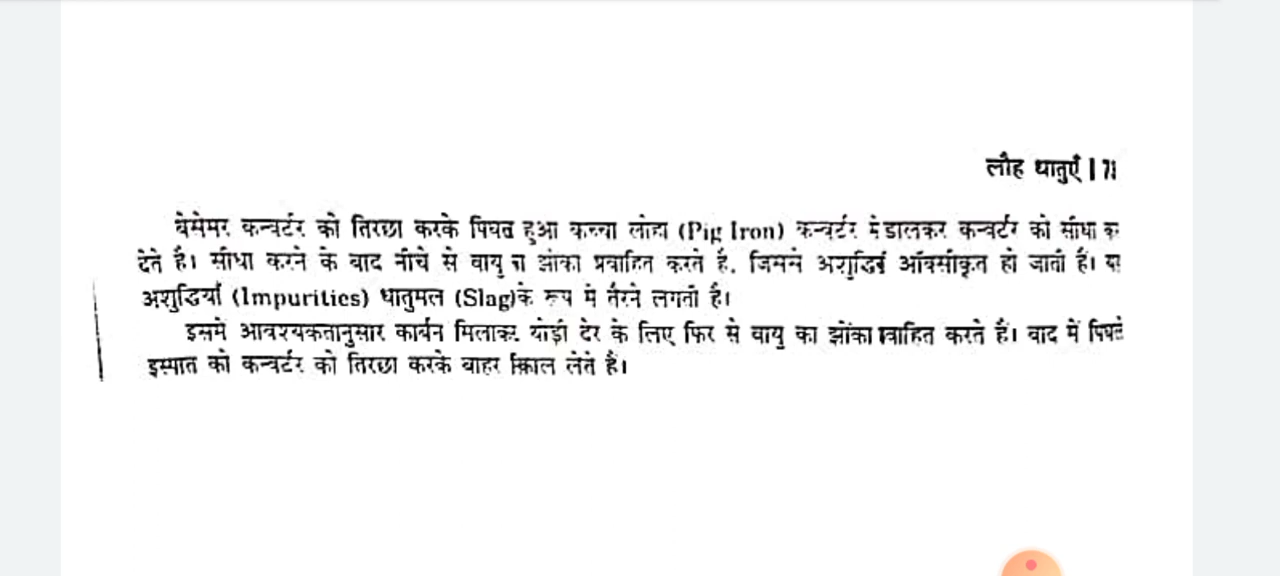 लौह धातुएँ | 71
बेसेमर कन्वर्टर को तिरछा करके पिघला हुआ कच्चा लोहा (Pig Iron) कन्वर्टर में डालकर कन्वर्टर को सीधा कर
देते है। सीधा करने के बाद नीचे से वायु का झोंका प्रवाहित करते है, जिससे अशुद्धियाँ ऑक्सीकृत हो जाती हैं। यह
अशुद्धियाँ (Impurities) धातुमल (Slag)के रूप में तैरने लगती है।
इसमें आवश्यकतानुसार कार्बन मिलाकर थोड़ी देर के लिए फिर से वायु का झोंका प्रवाहित करते हैं। बाद में पिघले
इस्पात को कन्वर्टर को तिरछा करके बाहर निकाल लेते है।